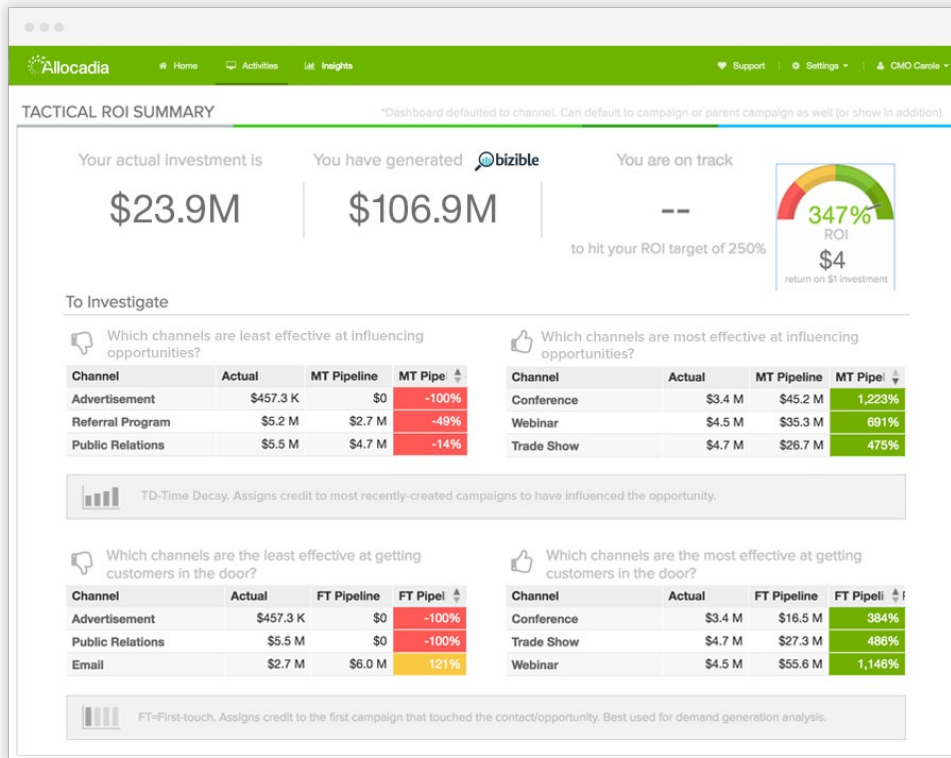 Allocadia Home Activities Insights Support Settings CMO Carole
TACTICAL ROI SUMMARY
*Dashboard defaulted to channel. Can default to campaign or parent campaign as well (or show in addition).
Your actual investment is
$23.9M
You have generated bizible
$106.9M
You are on track
--
to hit your ROI target of 250%
347%
ROI
$4
return on $1 investment
To Investigate
Which channels are least effective at influencing
opportunities?
Channel Actual MT Pipeline MT Pipel
Advertisement $457.3 K $0 -100%
Referral Program $5.2 M $2.7 M -49%
Public Relations $5.5 M $4.7 M -14%
Which channels are most effective at influencing
opportunities?
Channel Actual MT Pipeline MT Pipel
Conference $3.4 M $45.2 M 1,223%
Webinar $4.5 M $35.3 M 691%
Trade Show $4.7 M $26.7 M 475%
TD-Time Decay. Assigns credit to most recently-created campaigns to have influenced the opportunity.
Which channels are the least effective at getting
customers in the door?
Channel Actual FT Pipeline FT Pipel
Advertisement $457.3 K $0 -100%
Public Relations $5.5 M $0 -100%
Email $2.7 M $6.0 M 121%
Which channels are the most effective at getting
customers in the door?
Channel Actual FT Pipeline FT Pipeli
Conference $3.4 M $16.5 M 384%
Trade Show $4.7 M $27.3 M 486%
Webinar $4.5 M $55.6 M 1,146%
FT=First-touch. Assigns credit to the first campaign that touched the contact/opportunity. Best used for demand generation analysis.